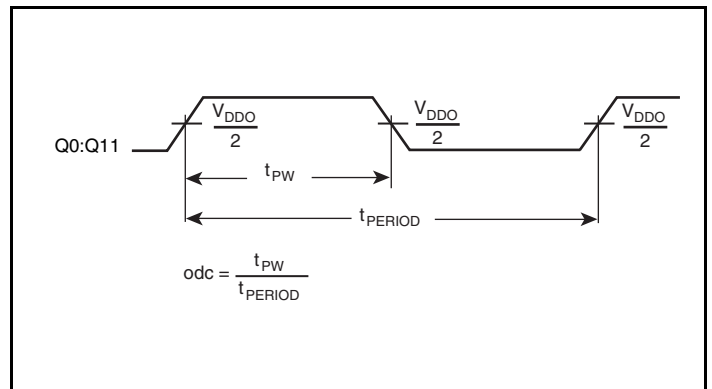 V_DDO V_DDO V_DDO
2 2 2
Q0:Q11
t_PW
t_PERIOD
odc = t_PW
t_PERIOD